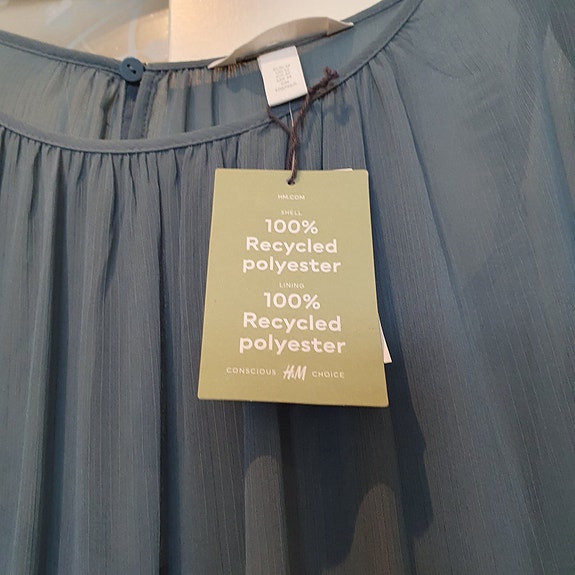 HM.COM
SHELL
100%
Recycled
polyester
LINING
100%
Recycled
polyester
CONSCIOUS H&M CHOICE